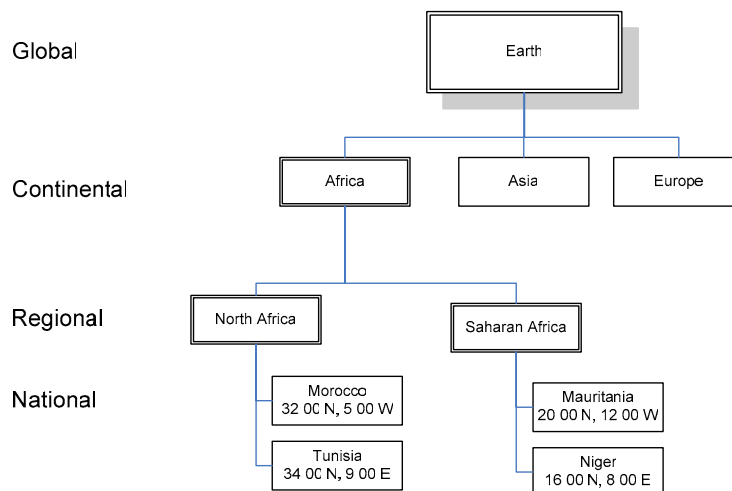 Global
Earth
Continental
Africa
Asia
Europe
Regional
North Africa
Saharan Africa
National
Morocco
32 00 N, 5 00 W
Mauritania
20 00 N, 12 00 W
Tunisia
34 00 N, 9 00 E
Niger
16 00 N, 8 00 E